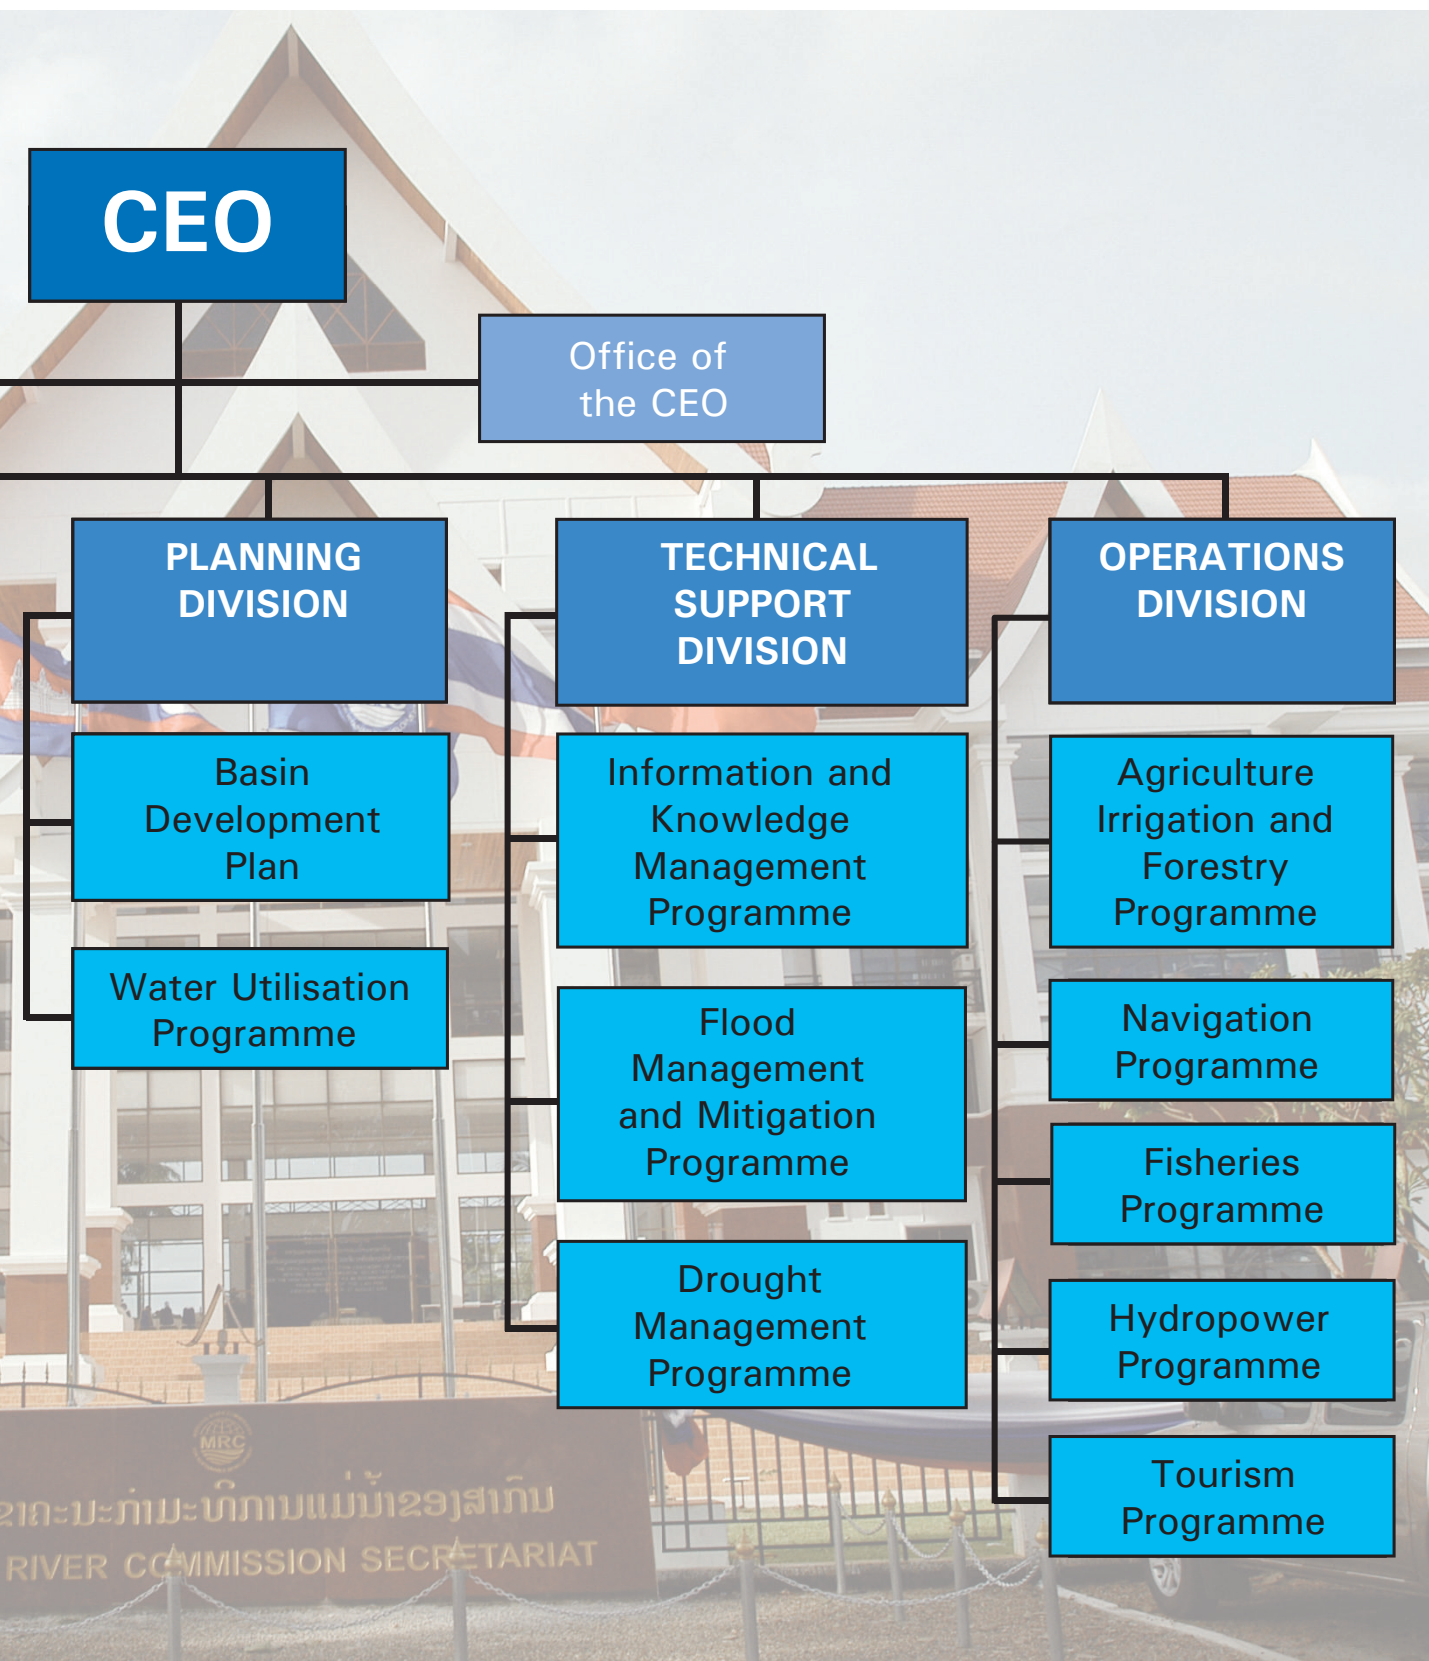 CEO
Office of
the CEO
PLANNING
DIVISION
Basin
Development
Plan
Water Utilisation
Programme
TECHNICAL
SUPPORT
DIVISION
Information and
Knowledge
Management
Programme
Flood
Management
and Mitigation
Programme
Drought
Management
Programme
OPERATIONS
DIVISION
Agriculture
Irrigation and
Forestry
Programme
Navigation
Programme
Fisheries
Programme
Hydropower
Programme
Tourism
Programme
MRC
RIVER COMMISSION SECRETARIAT